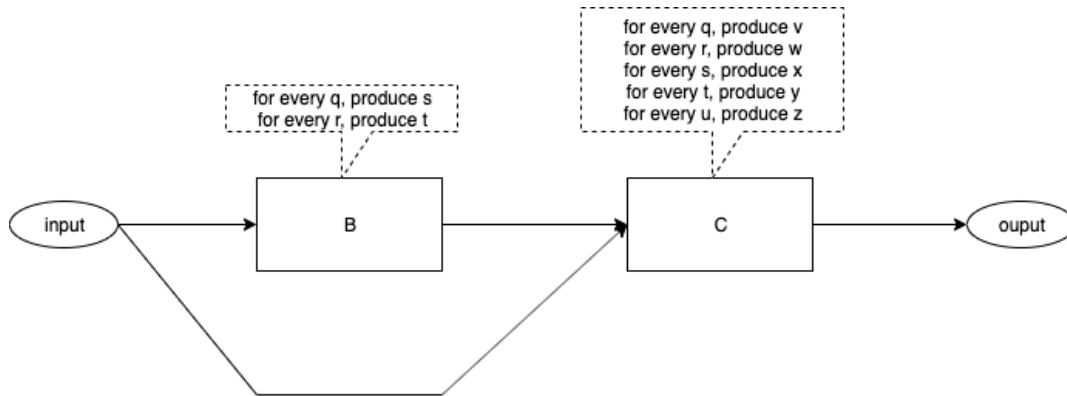 for every q, produce v
for every r, produce w
for every s, produce x
for every t, produce y
for every u, produce z
for every q, produce s
for every r, produce t
input
B
C
ouput